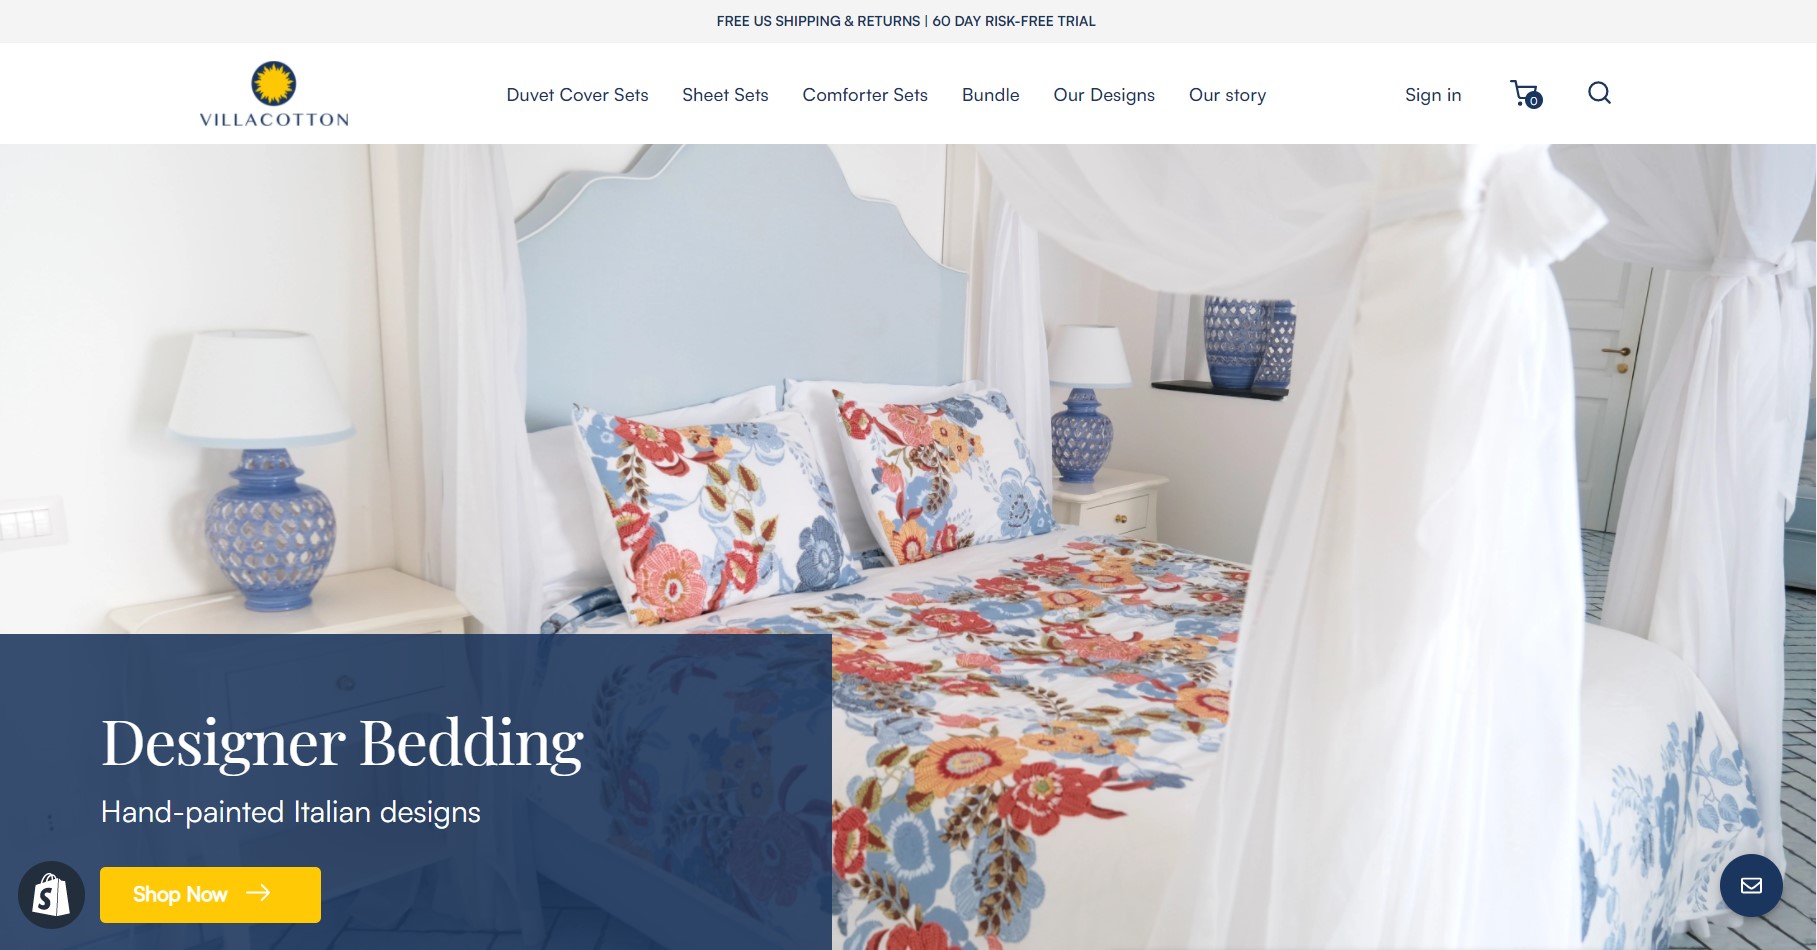 FREE US SHIPPING & RETURNS | 60 DAY RISK-FREE TRIAL
VILLACOTTON
Duvet Cover Sets
Sheet Sets
Comforter Sets
Bundle
Our Designs
Our story
Sign in
0
Designer Bedding
Hand-painted Italian designs
Shop Now